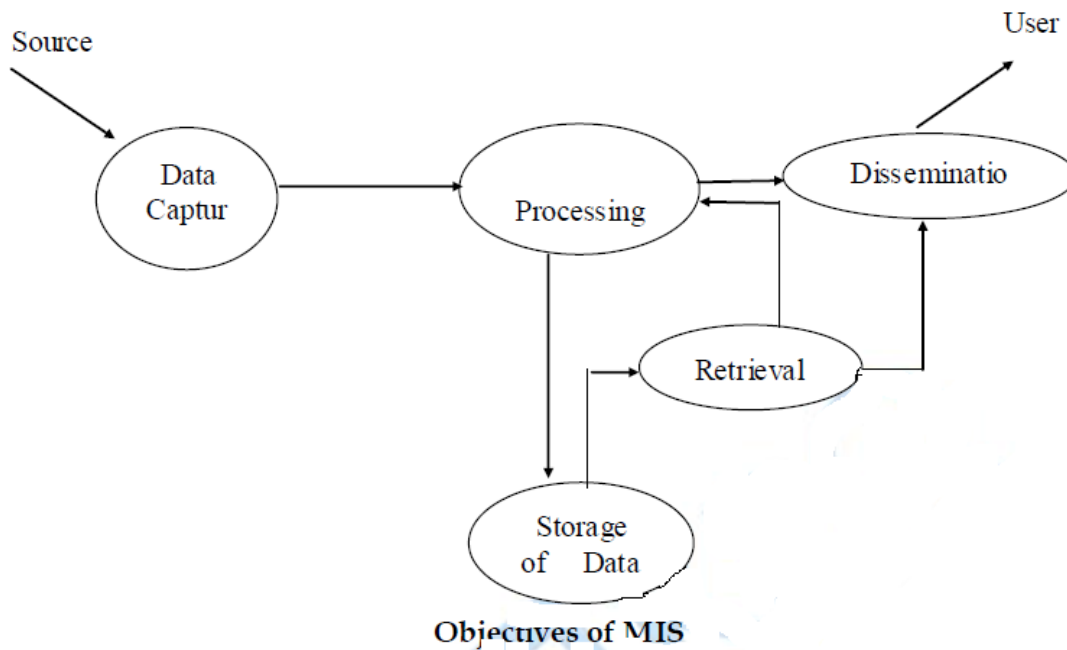 Source
User
Data
Captur
Processing
Disseminatio
Retrieval
Storage
of Data
Objectives of MIS